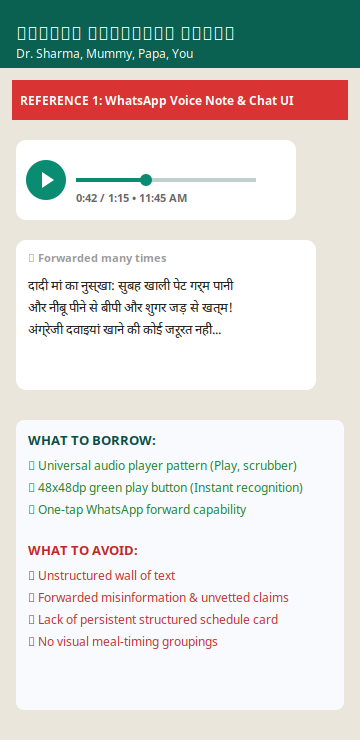 Dr. Sharma, Mummy, Papa, You
REFERENCE 1: WhatsApp Voice Note & Chat UI
0:42 / 1:15 • 11:45 AM
Forwarded many times
दादी मां का नुस्खा: सुबह खाली पेट गर्म पानी
और नींबू पीने से बीपी और शुगर जड़ से खत्म!
अंग्रेजी दवाइयां खाने की कोई जरूरत नही...
WHAT TO BORROW:
Universal audio player pattern (Play, scrubber)
48x48dp green play button (Instant recognition)
One-tap WhatsApp forward capability
WHAT TO AVOID:
Unstructured wall of text
Forwarded misinformation & unvetted claims
Lack of persistent structured schedule card
No visual meal-timing groupings